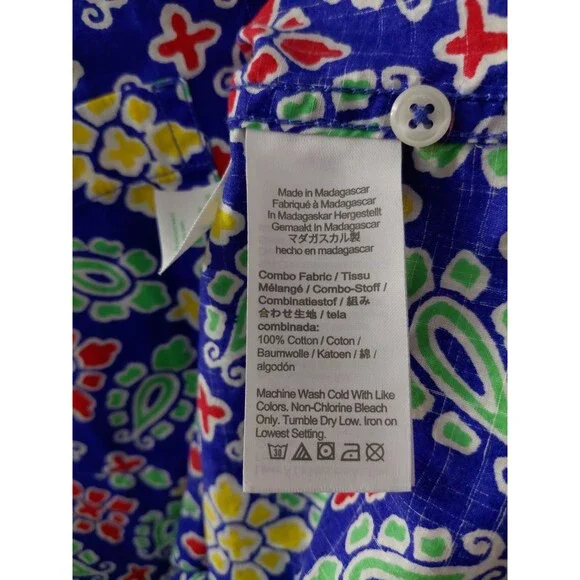 Made in Madagascar
Fabriqué à Madagascar
In Madagaskar Hergestellt
Gemaakt In Madagascar
マダガスカル製
hecho en madagascar
Combo Fabric / Tissu
Mélangé / Combo-Stoff /
Combinatiestof / 組み
合わせ生地 / tela
combinada:
100% Cotton / Coton /
Baumwolle / Katoen / 綿 /
algodón
Machine Wash Cold With Like
Colors. Non-Chlorine Bleach
Only. Tumble Dry Low. Iron on
Lowest Setting.
30